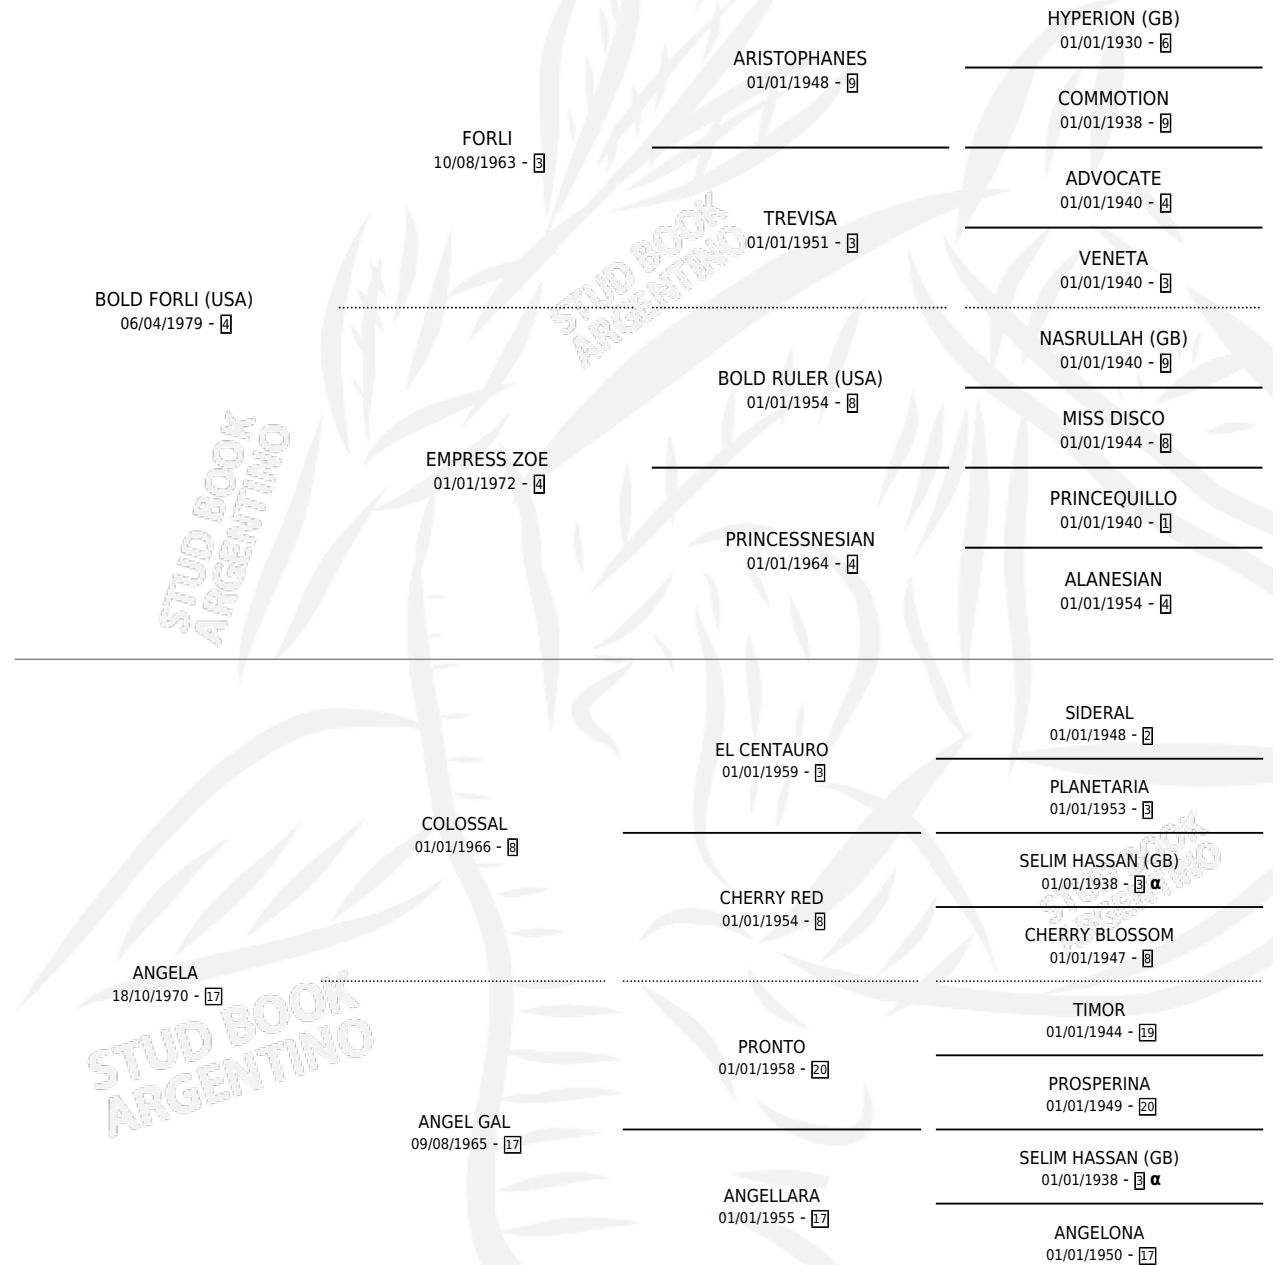 HYPERION (GB)
01/01/1930 - 6
ARISTOPHANES
01/01/1948 - 9
COMMOTION
01/01/1938 - 9
FORLI
10/08/1963 - 3
ADVOCATE
01/01/1940 - 4
TREVISA
01/01/1951 - 3
VENETA
01/01/1940 - 3
BOLD FORLI (USA)
06/04/1979 - 4
NASRULLAH (GB)
01/01/1940 - 9
BOLD RULER (USA)
01/01/1954 - 8
MISS DISCO
01/01/1944 - 8
EMPRESS ZOE
01/01/1972 - 4
PRINCEQUILLO
01/01/1940 - 1
PRINCESSNESIAN
01/01/1964 - 4
ALANESIAN
01/01/1954 - 4
SIDERAL
01/01/1948 - 2
EL CENTAURO
01/01/1959 - 3
PLANETARIA
01/01/1953 - 3
COLOSSAL
01/01/1966 - 8
SELIM HASSAN (GB)
01/01/1938 - 3 α
CHERRY RED
01/01/1954 - 8
CHERRY BLOSSOM
01/01/1947 - 8
ANGELA
18/10/1970 - 17
TIMOR
01/01/1944 - 19
PRONTO
01/01/1958 - 20
PROSPERINA
01/01/1949 - 20
ANGEL GAL
09/08/1965 - 17
SELIM HASSAN (GB)
01/01/1938 - 3 α
ANGELLARA
01/01/1955 - 17
ANGELONA
01/01/1950 - 17
STUD BOOK
ARGENTINO
STUD BOOK
ARGENTINO
STUD BOOK
ARGENTINO
STUD BOOK
ARGENTINO